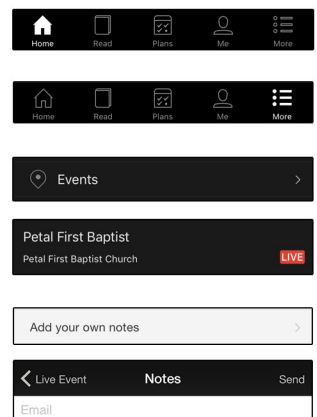 Home Read Plans Me More
Home Read Plans Me More
Events
Petal First Baptist
Petal First Baptist Church LIVE
Add your own notes
Live Event Notes Send
Email